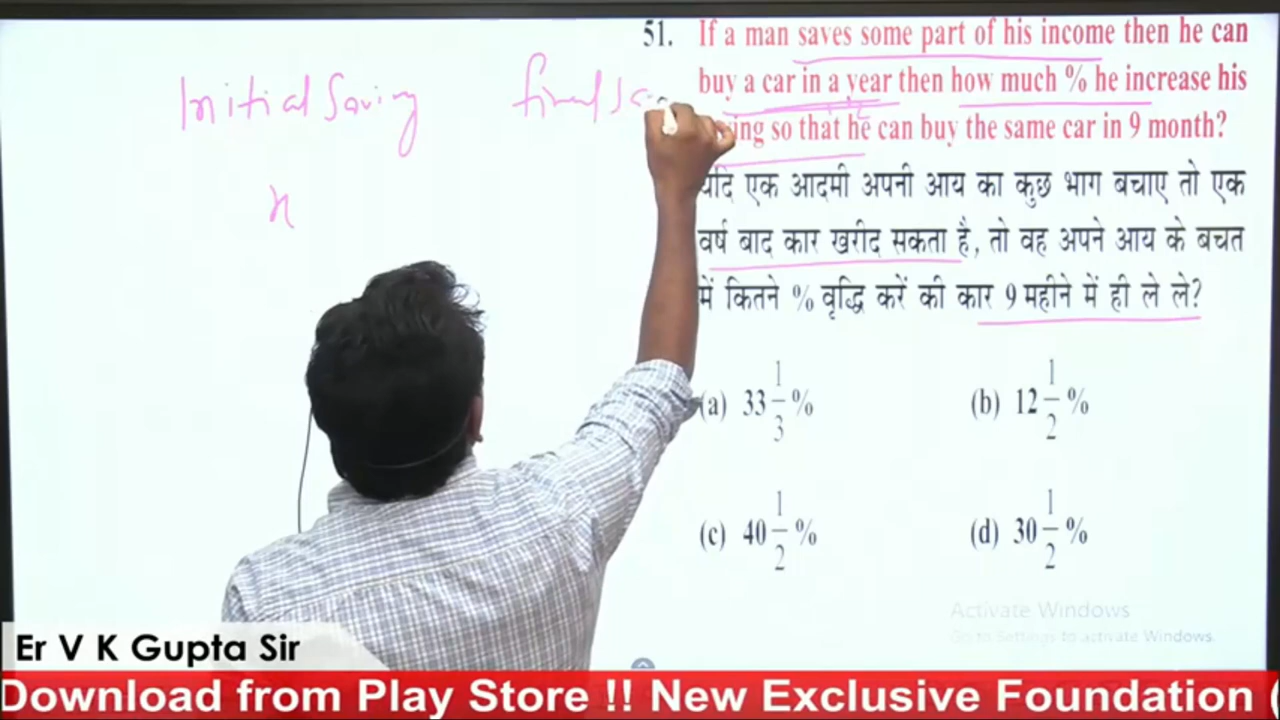 51. If a man saves some part of his income then he can
buy a car in a year then how much % he increase his
ing so that he can buy the same car in 9 month?
यदि एक आदमी अपनी आय का कुछ भाग बचाए तो एक
वर्ष बाद कार खरीद सकता है, तो वह अपने आय के बचत
में कितने % वृद्धि करें की कार 9 महीने में ही ले ले?
(a) 33 1/3 % (b) 12 1/2 %
(c) 40 1/2 % (d) 30 1/2 %
Initial Saving final sa
x
Activate Windows
Go to Settings to activate Windows.
Er V K Gupta Sir
Download from Play Store !! New Exclusive Foundation (